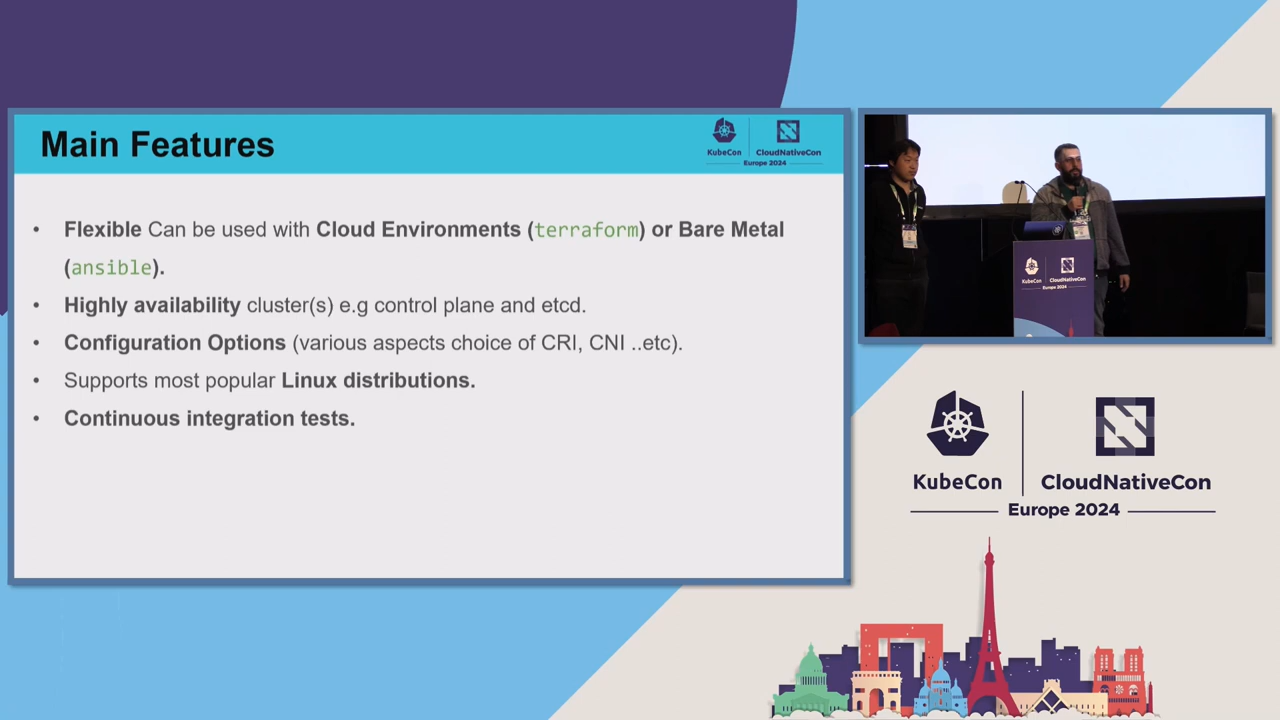 Main Features
KubeCon
CloudNativeCon
Europe 2024
• Flexible Can be used with Cloud Environments (terraform) or Bare Metal
(ansible).
• Highly availability cluster(s) e.g control plane and etcd.
• Configuration Options (various aspects choice of CRI, CNI ..etc).
• Supports most popular Linux distributions.
• Continuous integration tests.
KubeCon
CloudNativeCon
Europe 2024
Europe 2024